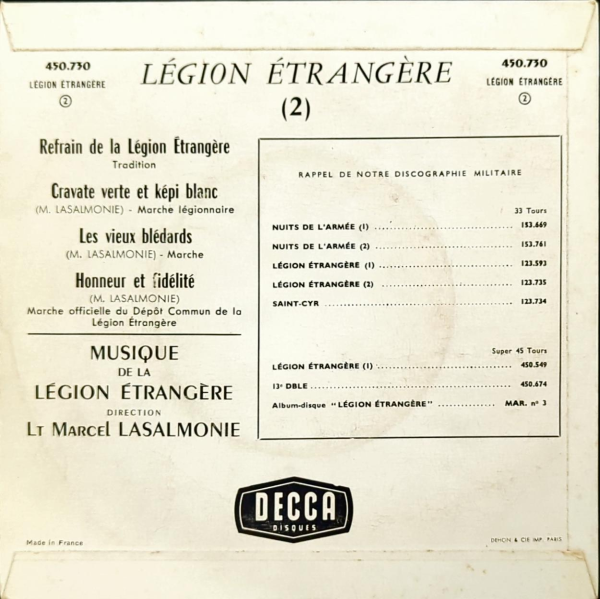 450.730
LÉGION ÉTRANGÈRE
2
LÉGION ÉTRANGÈRE
(2)
450.730
LÉGION ÉTRANGÈRE
2
Refrain de la Légion Étrangère
Tradition
Cravate verte et képi blanc
(M. LASALMONIE) - Marche légionnaire
Les vieux blédards
(M. LASALMONIE) - Marche
Honneur et fidélité
(M. LASALMONIE)
Marche officielle du Dépôt Commun de la
Légion Étrangère
MUSIQUE
DE LA
LÉGION ÉTRANGÈRE
DIRECTION
LT MARCEL LASALMONIE
RAPPEL DE NOTRE DISCOGRAPHIE MILITAIRE
33 Tours
NUITS DE L'ARMÉE (1) ........ 153.669
NUITS DE L'ARMÉE (2) ........ 153.761
LÉGION ÉTRANGÈRE (1) ........ 123.593
LÉGION ÉTRANGÈRE (2) ........ 123.735
SAINT-CYR ........ 123.734
Super 45 Tours
LÉGION ÉTRANGÈRE (1) ........ 450.549
13e DBLE ........ 450.674
Album-disque "LÉGION ÉTRANGÈRE" ........ MAR. n° 3
DECCA
DISQUES
Made in France
DEHON & CIE IMP. PARIS